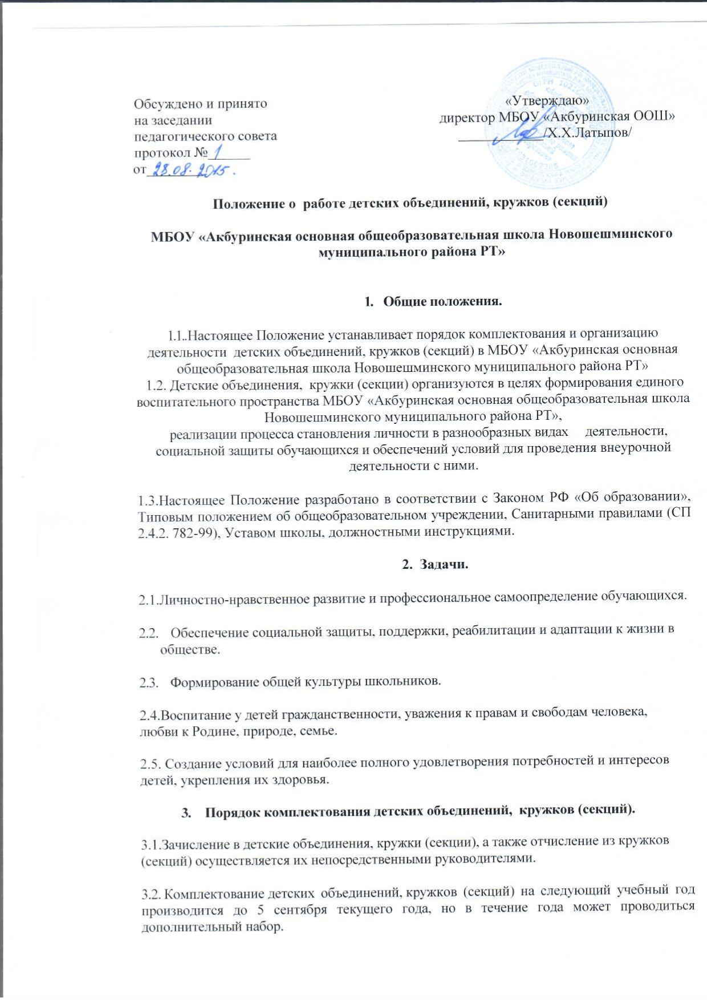 Обсуждено и принято
на заседании
педагогического совета
протокол № 1
от 28.08.2015.
«Утверждаю»
директор МБОУ «Акбуринская ООШ»
/Х.Х.Латыпов/
ОГРН
Положение о работе детских объединений, кружков (секций)
МБОУ «Акбуринская основная общеобразовательная школа Новошешминского
муниципального района РТ»
1. Общие положения.
1.1..Настоящее Положение устанавливает порядок комплектования и организацию
деятельности детских объединений, кружков (секций) в МБОУ «Акбуринская основная
общеобразовательная школа Новошешминского муниципального района РТ»
1.2. Детские объединения, кружки (секции) организуются в целях формирования единого
воспитательного пространства МБОУ «Акбуринская основная общеобразовательная школа
Новошешминского муниципального района РТ»,
реализации процесса становления личности в разнообразных видах деятельности,
социальной защиты обучающихся и обеспечений условий для проведения внеурочной
деятельности с ними.
1.3.Настоящее Положение разработано в соответствии с Законом РФ «Об образовании»,
Типовым положением об общеобразовательном учреждении, Санитарными правилами (СП
2.4.2. 782-99), Уставом школы, должностными инструкциями.
2. Задачи.
2.1.Личностно-нравственное развитие и профессиональное самоопределение обучающихся.
2.2. Обеспечение социальной защиты, поддержки, реабилитации и адаптации к жизни в
обществе.
2.3. Формирование общей культуры школьников.
2.4.Воспитание у детей гражданственности, уважения к правам и свободам человека,
любви к Родине, природе, семье.
2.5. Создание условий для наиболее полного удовлетворения потребностей и интересов
детей, укрепления их здоровья.
3. Порядок комплектования детских объединений, кружков (секций).
3.1.Зачисление в детские объединения, кружки (секции), а также отчисление из кружков
(секций) осуществляется их непосредственными руководителями.
3.2. Комплектование детских объединений, кружков (секций) на следующий учебный год
производится до 5 сентября текущего года, но в течение года может проводиться
дополнительный набор.